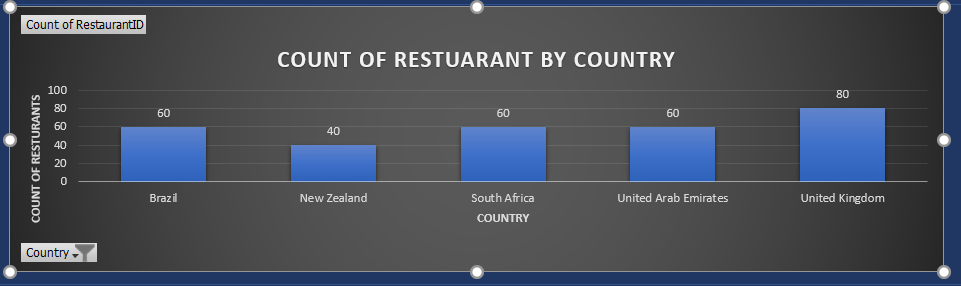 Count of RestaurantID
COUNT OF RESTUARANT BY COUNTRY
COUNT OF RESTURANTS
100
80
60
40
20
0
60
40
60
60
80
Brazil
New Zealand
South Africa
United Arab Emirates
United Kingdom
COUNTRY
Country